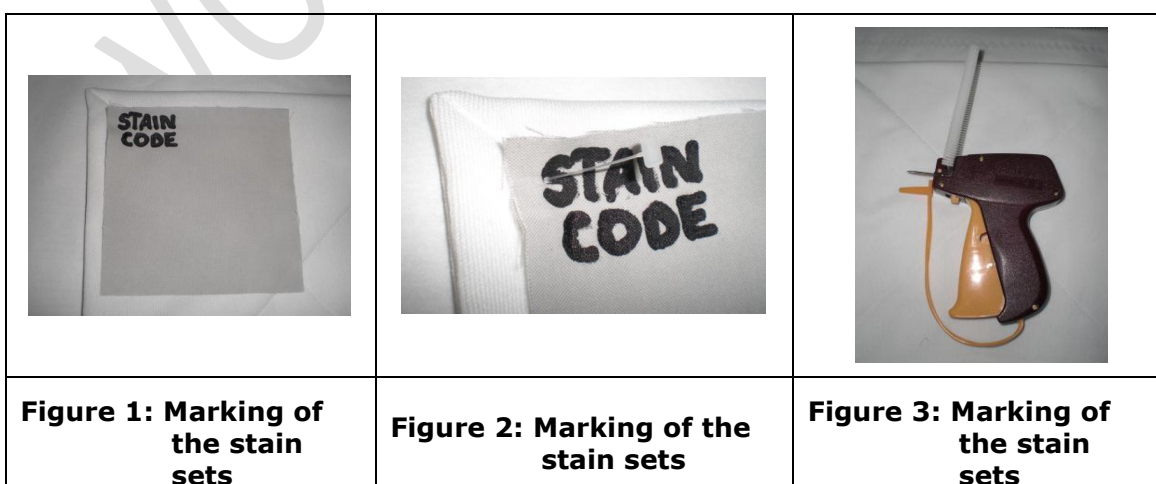 STAIN
CODE
STAIN
CODE
Figure 1: Marking of
the stain
sets
Figure 2: Marking of the
stain sets
Figure 3: Marking of
the stain
sets